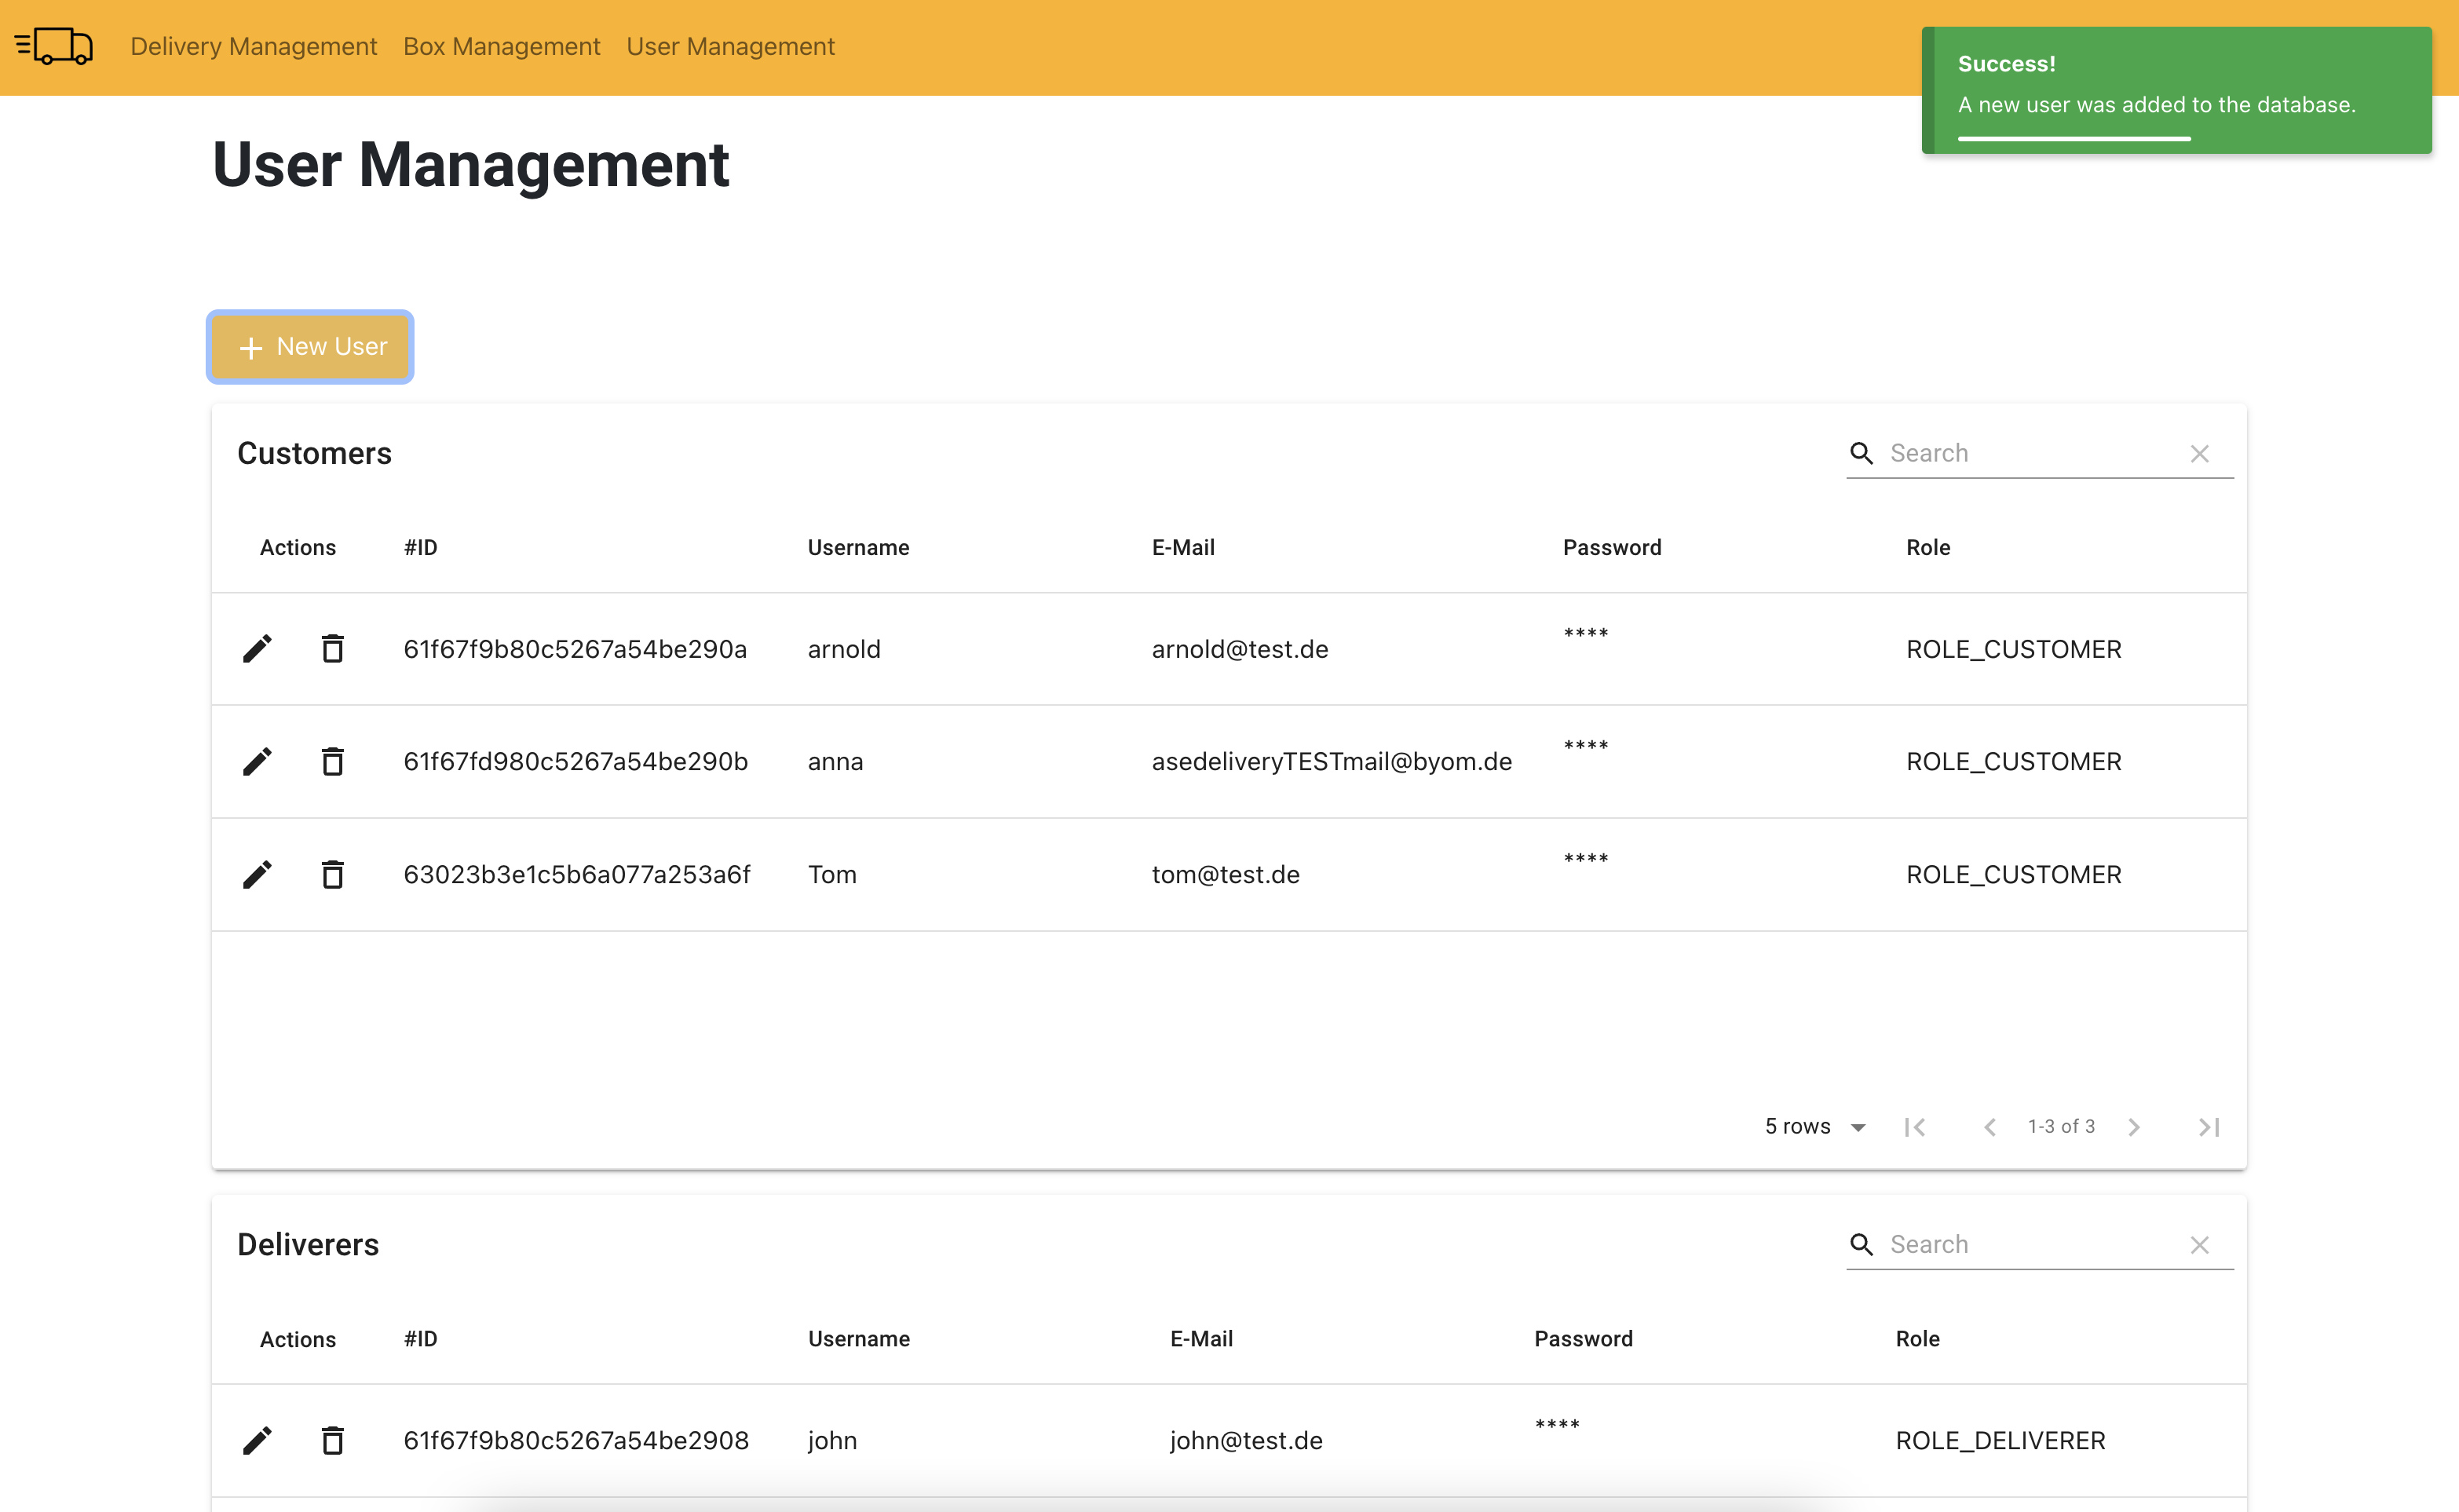 Delivery Management Box Management User Management
Success!
A new user was added to the database.
User Management
+ New User
Customers
Search
Actions #ID Username E-Mail Password Role
61f67f9b80c5267a54be290a arnold arnold@test.de **** ROLE_CUSTOMER
61f67fd980c5267a54be290b anna asedeliveryTESTmail@byom.de **** ROLE_CUSTOMER
63023b3e1c5b6a077a253a6f Tom tom@test.de **** ROLE_CUSTOMER
5 rows 1-3 of 3
Deliverers
Search
Actions #ID Username E-Mail Password Role
61f67f9b80c5267a54be2908 john john@test.de **** ROLE_DELIVERER